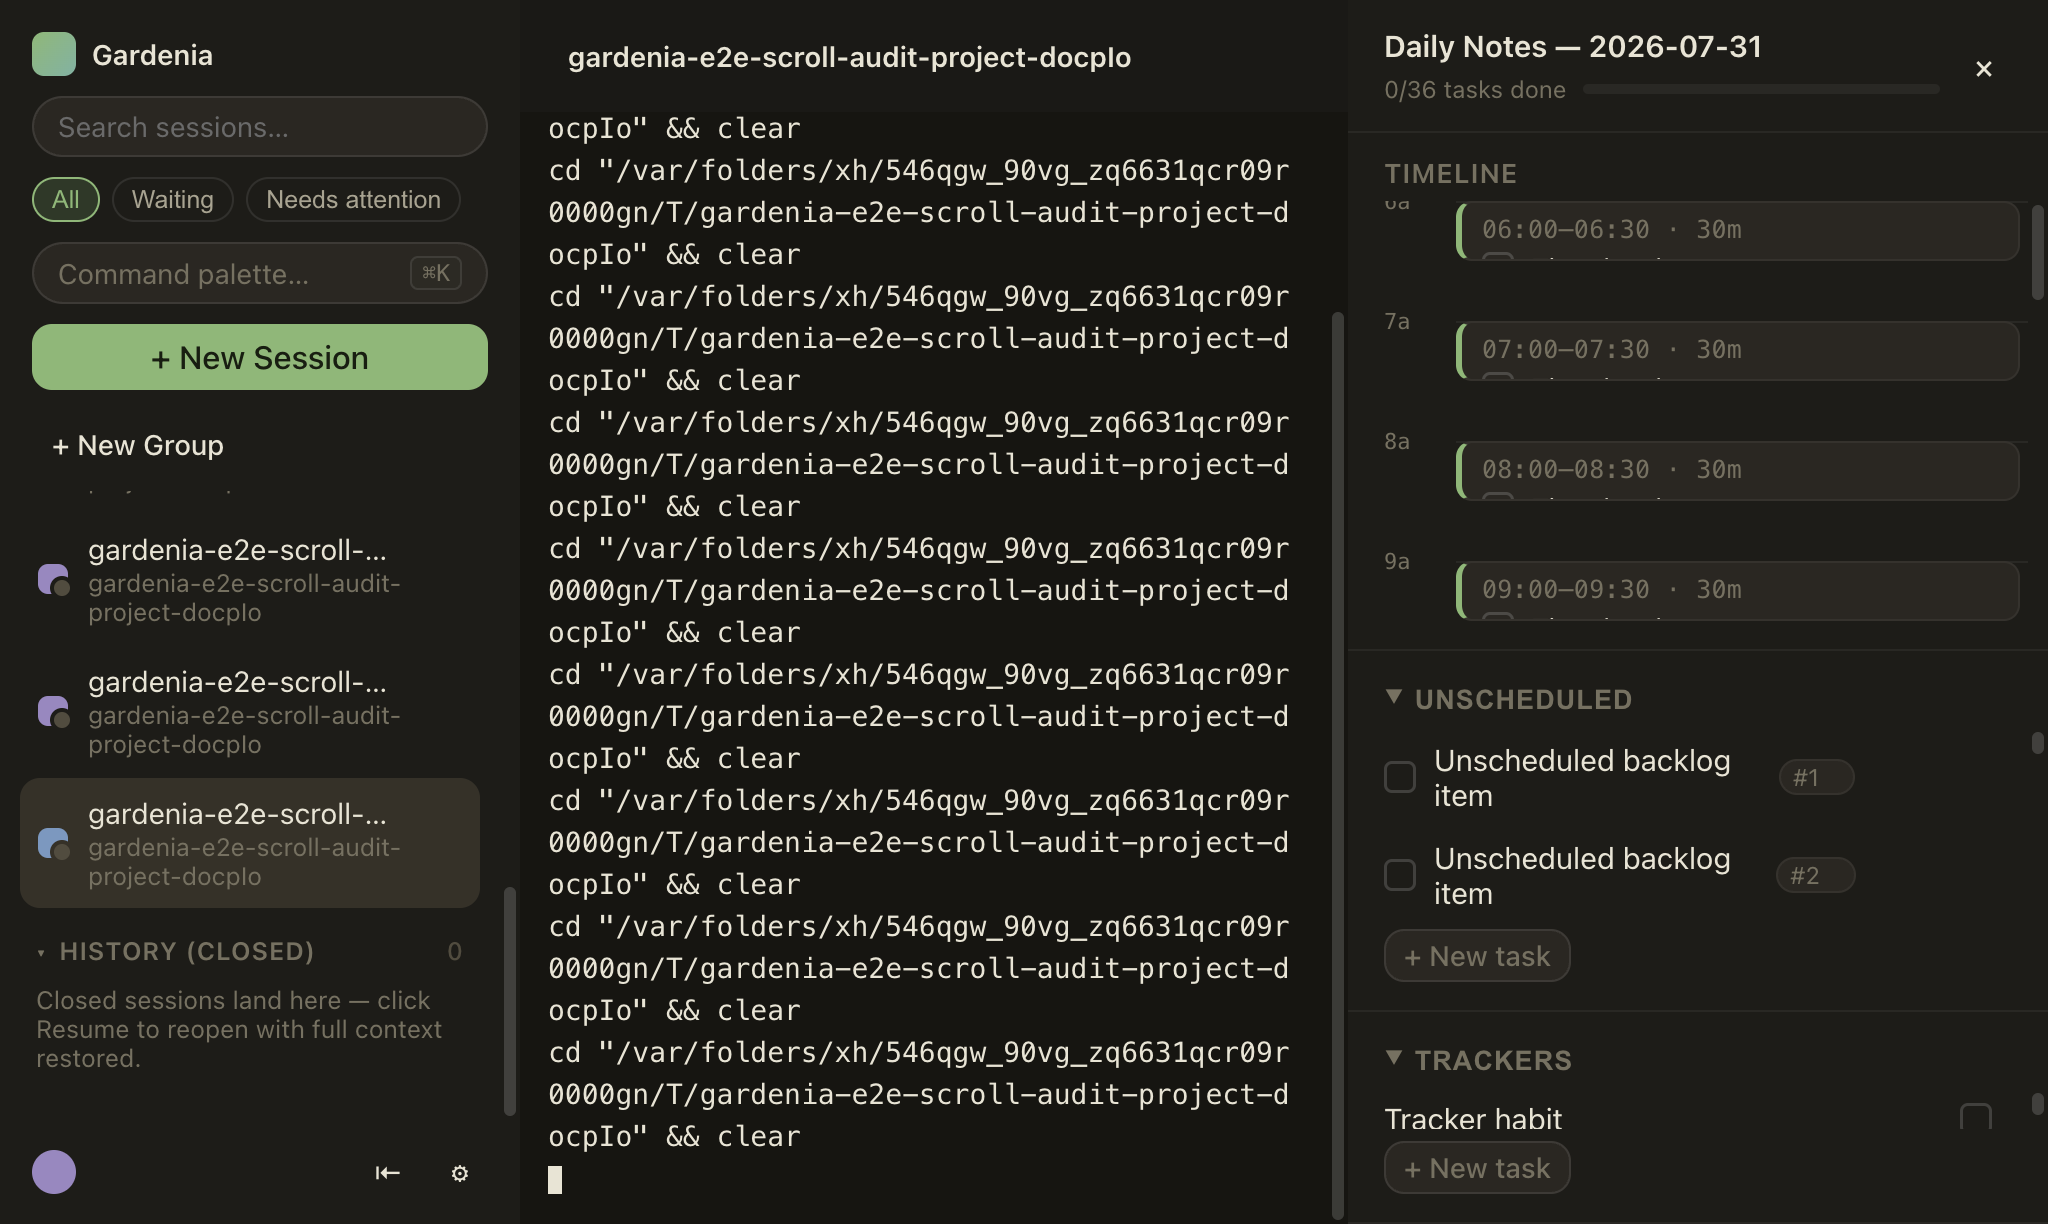 Gardenia
Search sessions...
All
Waiting
Needs attention
Command palette...
⌘K
+ New Session
+ New Group
gardenia-e2e-scroll-...
gardenia-e2e-scroll-audit-
project-docplo
gardenia-e2e-scroll-...
gardenia-e2e-scroll-audit-
project-docplo
gardenia-e2e-scroll-...
gardenia-e2e-scroll-audit-
project-docplo
HISTORY (CLOSED) 0
Closed sessions land here — click
Resume to reopen with full context
restored.
gardenia-e2e-scroll-audit-project-docpIo
ocpIo" && clear
cd "/var/folders/xh/546qgw_90vg_zq6631qcr09r
0000gn/T/gardenia-e2e-scroll-audit-project-d
ocpIo" && clear
cd "/var/folders/xh/546qgw_90vg_zq6631qcr09r
0000gn/T/gardenia-e2e-scroll-audit-project-d
ocpIo" && clear
cd "/var/folders/xh/546qgw_90vg_zq6631qcr09r
0000gn/T/gardenia-e2e-scroll-audit-project-d
ocpIo" && clear
cd "/var/folders/xh/546qgw_90vg_zq6631qcr09r
0000gn/T/gardenia-e2e-scroll-audit-project-d
ocpIo" && clear
cd "/var/folders/xh/546qgw_90vg_zq6631qcr09r
0000gn/T/gardenia-e2e-scroll-audit-project-d
ocpIo" && clear
cd "/var/folders/xh/546qgw_90vg_zq6631qcr09r
0000gn/T/gardenia-e2e-scroll-audit-project-d
ocpIo" && clear
cd "/var/folders/xh/546qgw_90vg_zq6631qcr09r
0000gn/T/gardenia-e2e-scroll-audit-project-d
ocpIo" && clear
cd "/var/folders/xh/546qgw_90vg_zq6631qcr09r
0000gn/T/gardenia-e2e-scroll-audit-project-d
ocpIo" && clear
Daily Notes — 2026-07-31
0/36 tasks done
TIMELINE
6a
06:00–06:30 · 30m
7a
07:00–07:30 · 30m
8a
08:00–08:30 · 30m
9a
09:00–09:30 · 30m
UNSCHEDULED
Unscheduled backlog
item
#1
Unscheduled backlog
item
#2
+ New task
TRACKERS
Tracker habit
+ New task